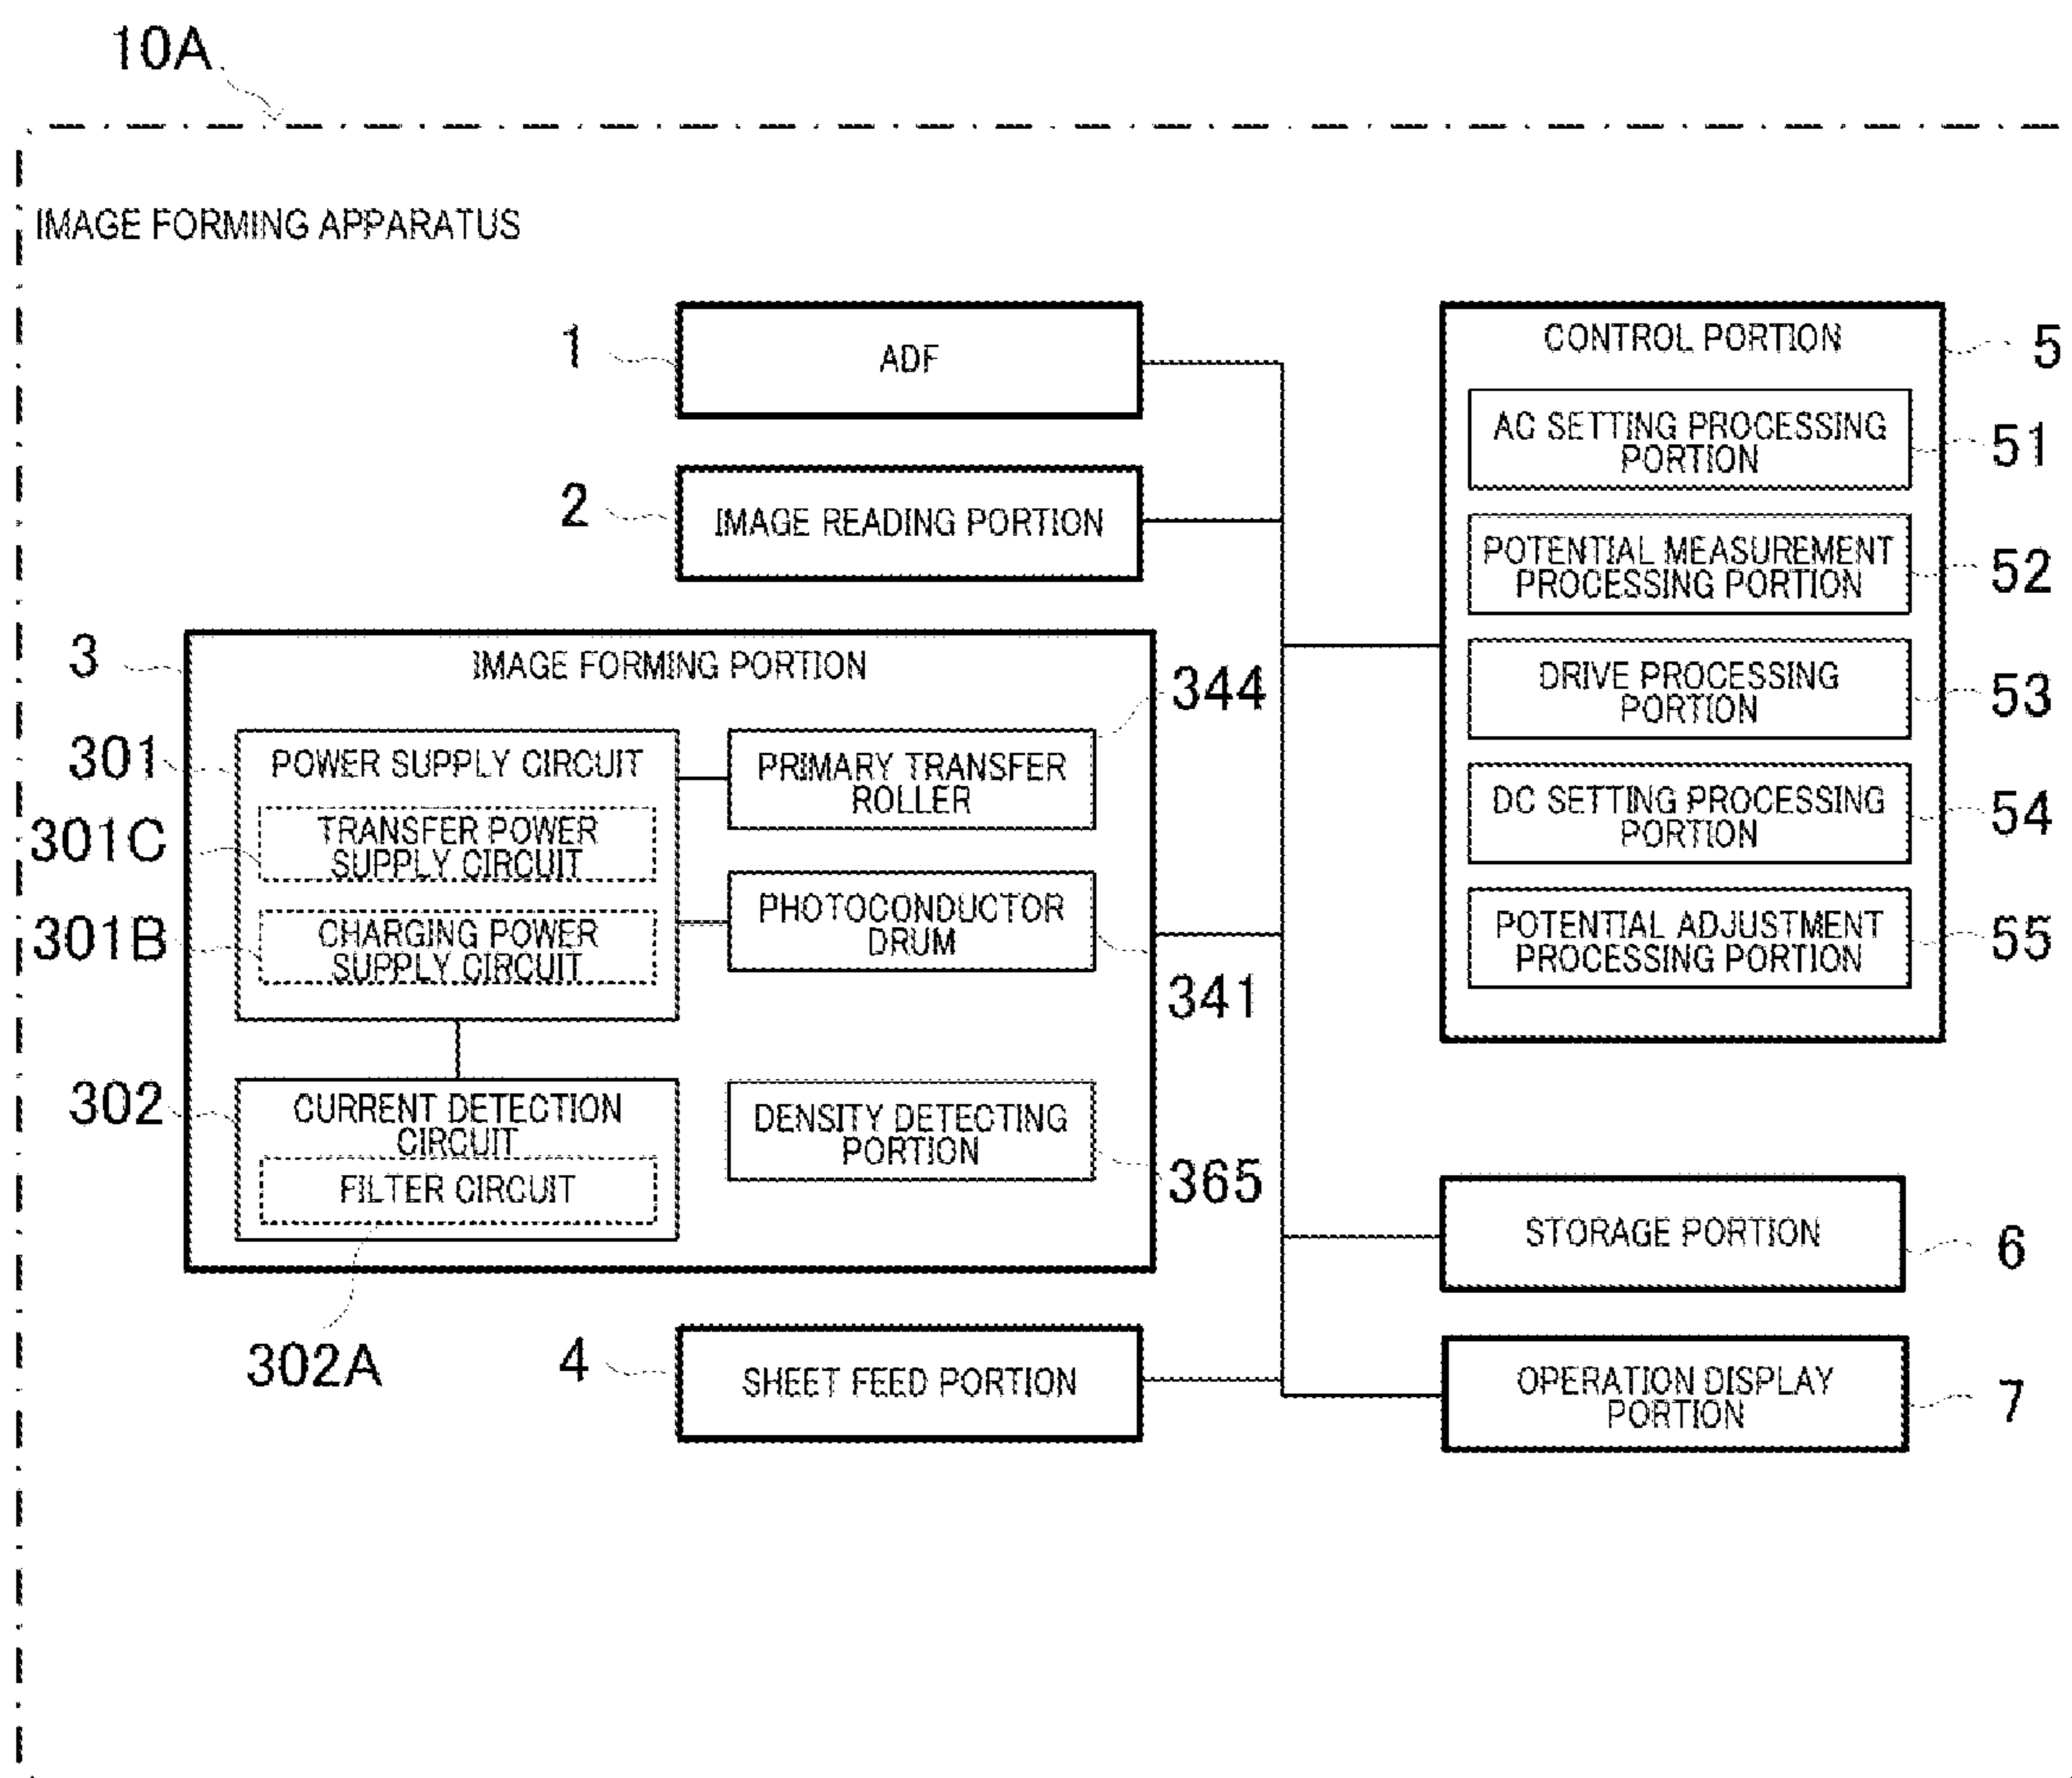 10A
IMAGE FORMING APPARATUS
1
ADF
2
IMAGE READING PORTION
3
IMAGE FORMING PORTION
301
POWER SUPPLY CIRCUIT
301C
TRANSFER POWER
SUPPLY CIRCUIT
301B
CHARGING POWER
SUPPLY CIRCUIT
344
PRIMARY TRANSFER
ROLLER
PHOTOCONDUCTOR
DRUM
341
302
CURRENT DETECTION
CIRCUIT
FILTER CIRCUIT
302A
DENSITY DETECTING
PORTION
365
4
SHEET FEED PORTION
CONTROL PORTION
5
AC SETTING PROCESSING
PORTION
51
POTENTIAL MEASUREMENT
PROCESSING PORTION
52
DRIVE PROCESSING
PORTION
53
DC SETTING PROCESSING
PORTION
54
POTENTIAL ADJUSTMENT
PROCESSING PORTION
55
STORAGE PORTION
6
OPERATION DISPLAY
PORTION
7